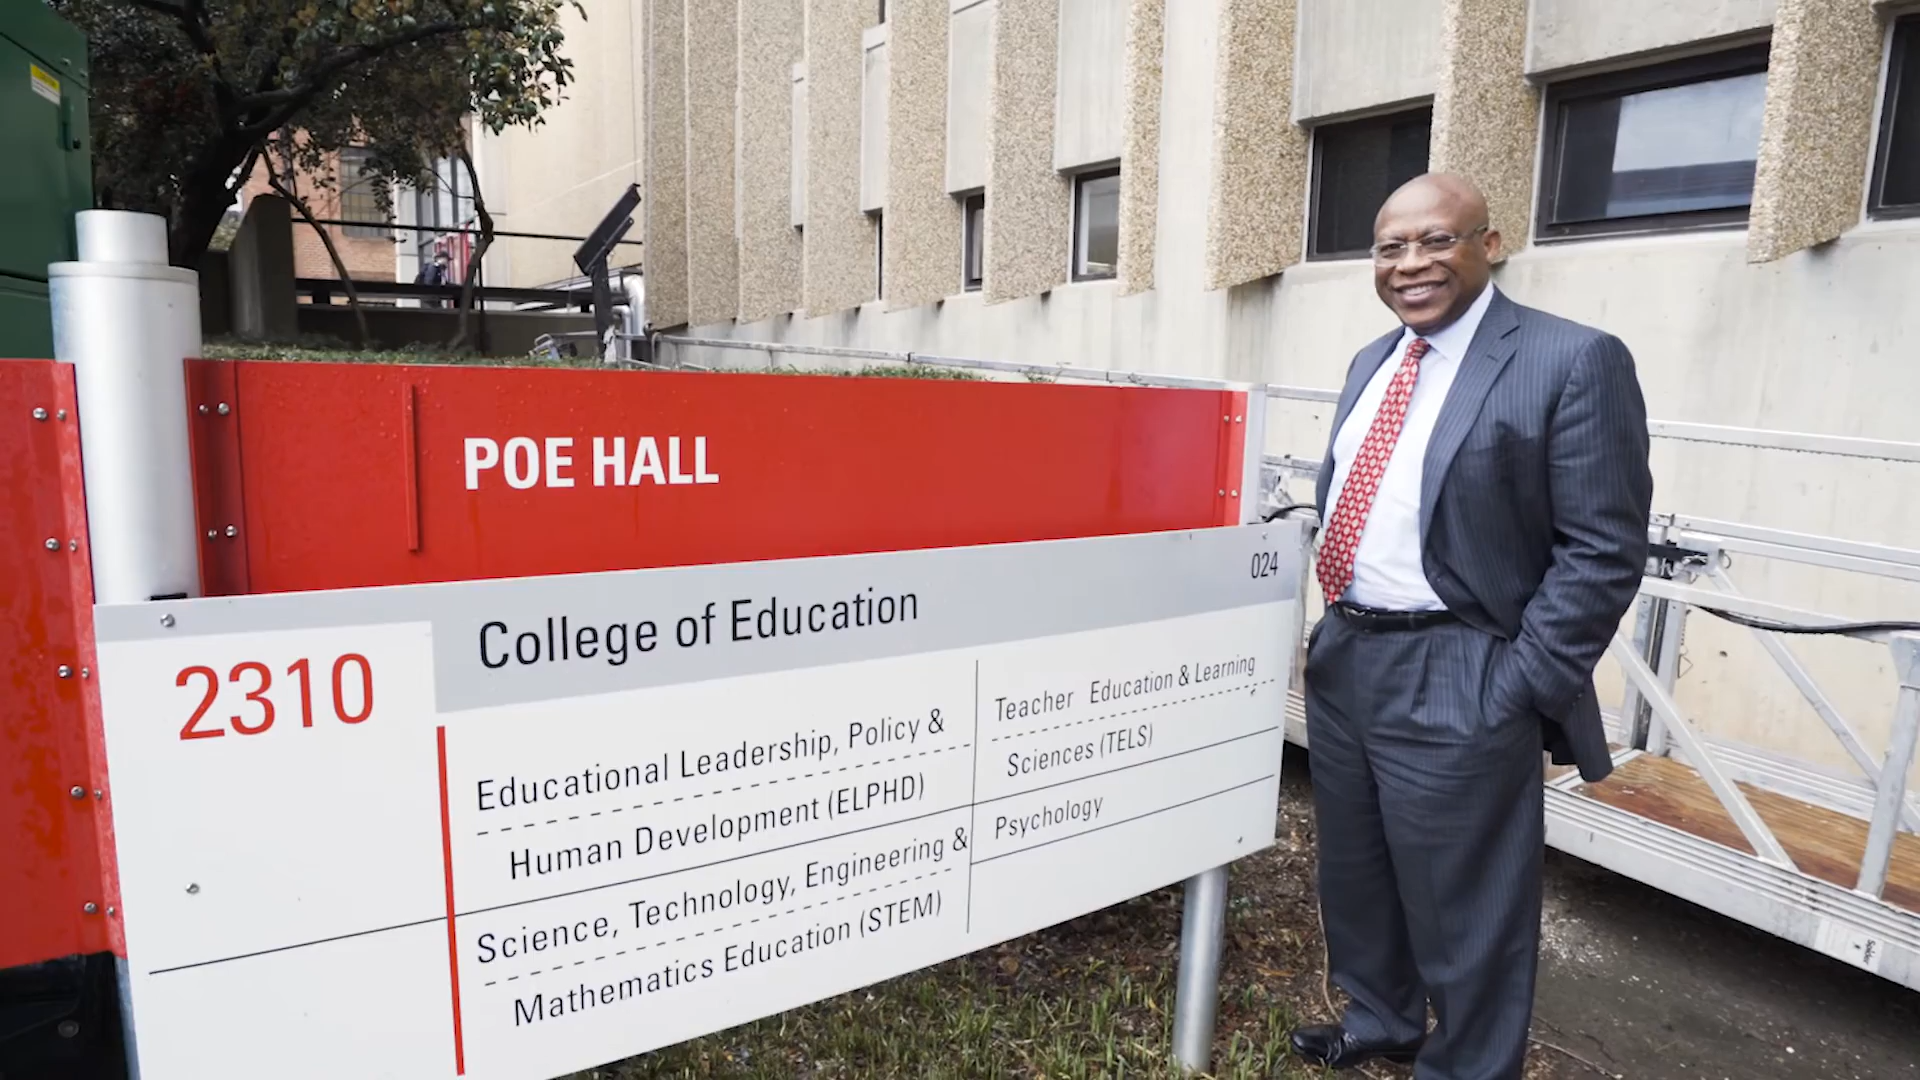 POE HALL
024
College of Education
2310
Educational Leadership, Policy &
Human Development (ELPHD)
Science, Technology, Engineering &
Mathematics Education (STEM)
Teacher Education & Learning
Sciences (TELS)
Psychology